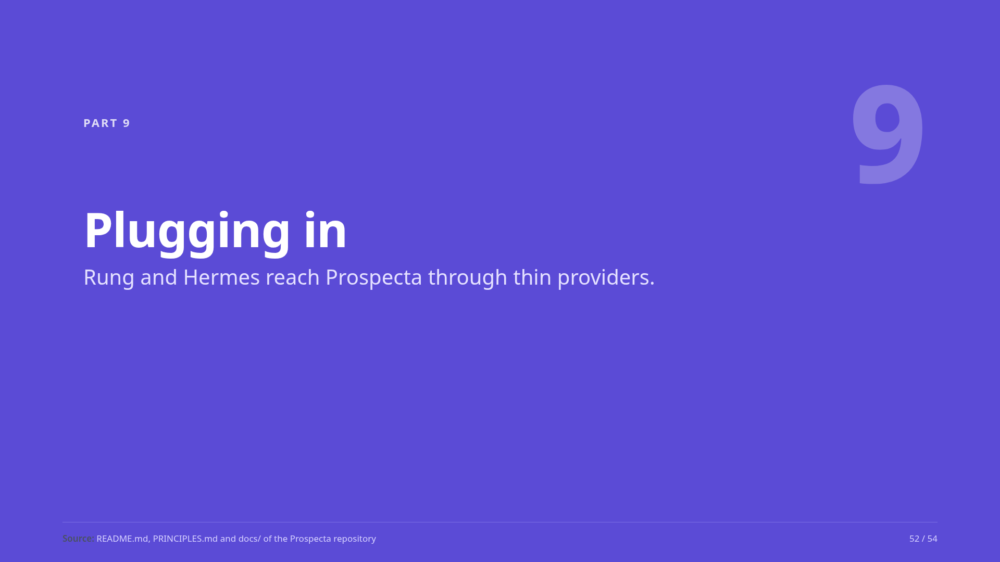 PART 9
9
Plugging in
Rung and Hermes reach Prospecta through thin providers.
Source: README.md, PRINCIPLES.md and docs/ of the Prospecta repository
52 / 54